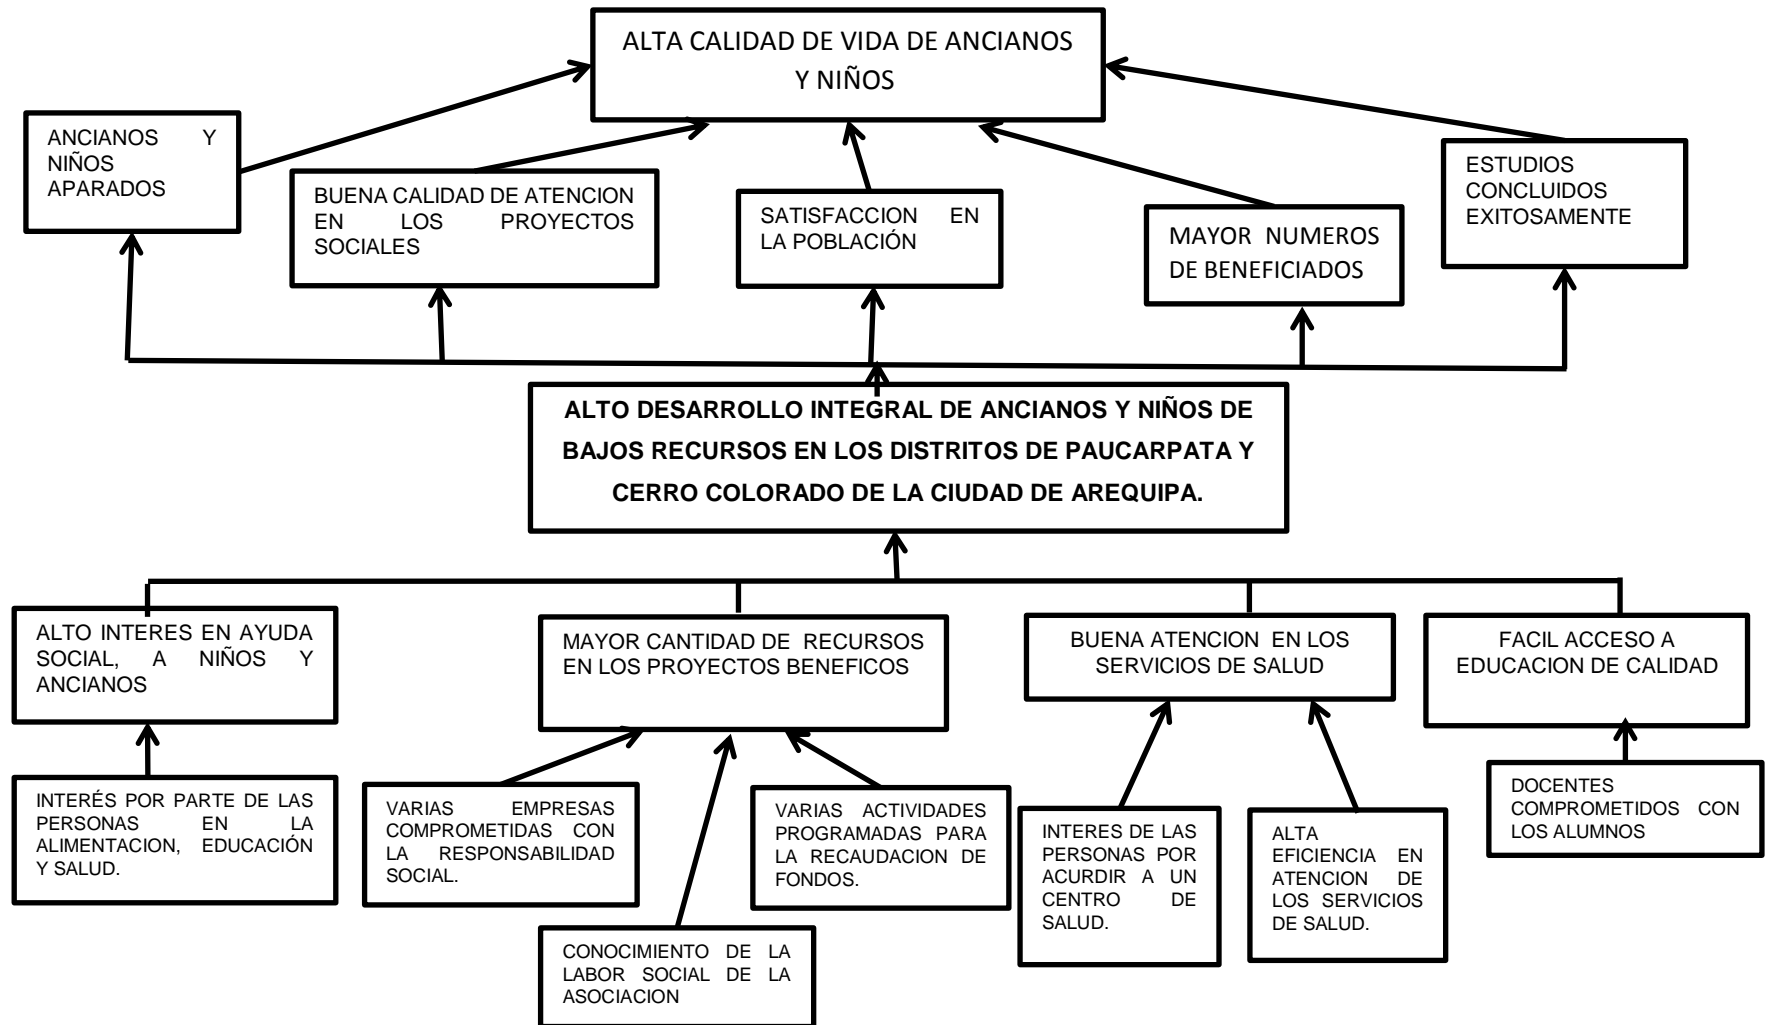 ALTA CALIDAD DE VIDA DE ANCIANOS
Y NIÑOS
ANCIANOS Y
NIÑOS
APARADOS
BUENA CALIDAD DE ATENCION
EN LOS PROYECTOS
SOCIALES
SATISFACCION EN
LA POBLACIÓN
MAYOR NUMEROS
DE BENEFICIADOS
ESTUDIOS
CONCLUIDOS
EXITOSAMENTE
ALTO DESARROLLO INTEGRAL DE ANCIANOS Y NIÑOS DE
BAJOS RECURSOS EN LOS DISTRITOS DE PAUCARPATA Y
CERRO COLORADO DE LA CIUDAD DE AREQUIPA.
ALTO INTERES EN AYUDA
SOCIAL, A NIÑOS Y
ANCIANOS
MAYOR CANTIDAD DE RECURSOS
EN LOS PROYECTOS BENEFICOS
BUENA ATENCION EN LOS
SERVICIOS DE SALUD
FACIL ACCESO A
EDUCACION DE CALIDAD
INTERÉS POR PARTE DE LAS
PERSONAS EN LA
ALIMENTACION, EDUCACIÓN
Y SALUD.
VARIAS EMPRESAS
COMPROMETIDAS CON
LA RESPONSABILIDAD
SOCIAL.
CONOCIMIENTO DE LA
LABOR SOCIAL DE LA
ASOCIACION
VARIAS ACTIVIDADES
PROGRAMADAS PARA
LA RECAUDACION DE
FONDOS.
INTERES DE LAS
PERSONAS POR
ACURDIR A UN
CENTRO DE
SALUD.
ALTA
EFICIENCIA EN
ATENCION DE
LOS SERVICIOS
DE SALUD.
DOCENTES
COMPROMETIDOS CON
LOS ALUMNOS